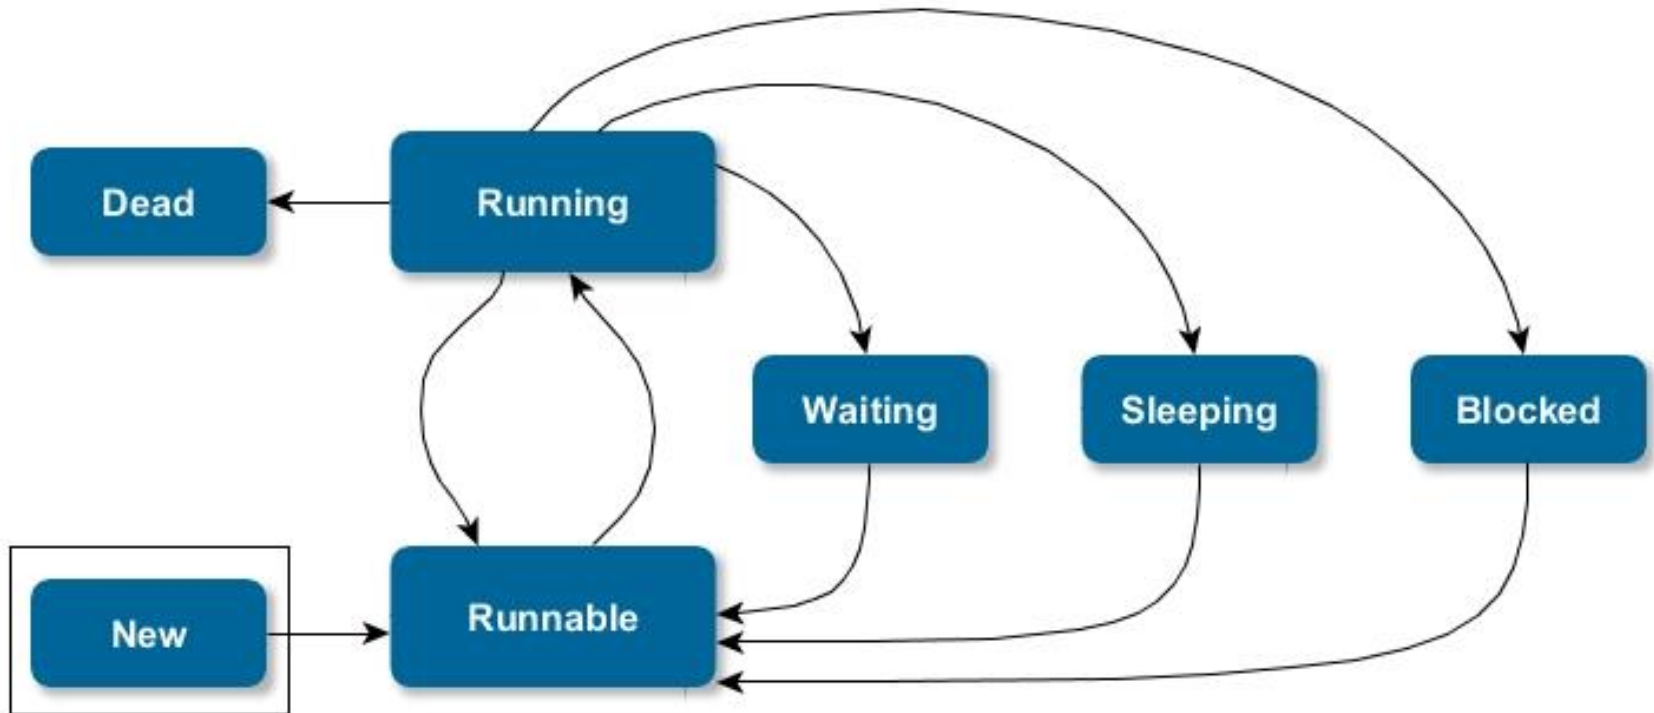 Dead
Running
Waiting
Sleeping
Blocked
New
Runnable